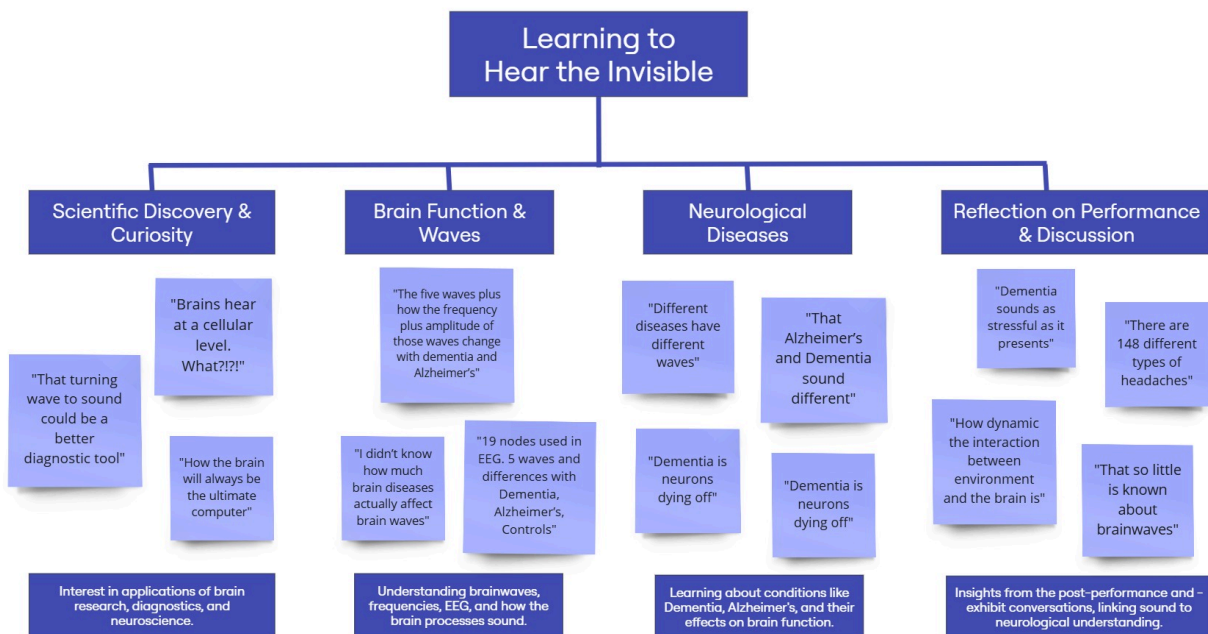 Learning to
Hear the Invisible
Scientific Discovery &
Curiosity
"Brains hear
at a cellular
level.
What?!?!"
"That turning
wave to sound
could be a
better
diagnostic tool"
"How the brain
will always be
the ultimate
computer"
Interest in applications of brain
research, diagnostics, and
neuroscience.
Brain Function &
Waves
"The five waves plus
how the frequency
plus amplitude of
those waves change
with dementia and
Alzheimer's"
"I didn't know
how much
brain diseases
actually affect
brain waves"
"19 nodes used in
EEG. 5 waves and
differences with
Dementia,
Alzheimer's,
Controls"
Understanding brainwaves,
frequencies, EEG, and how the
brain processes sound.
Neurological
Diseases
"Different
diseases have
different
waves"
"That
Alzheimer's
and Dementia
sound
different"
"Dementia is
neurons
dying off"
"Dementia is
neurons
dying off"
Learning about conditions like
Dementia, Alzheimer's, and their
effects on brain function.
Reflection on Performance
& Discussion
"Dementia
sounds as
stressful as it
presents"
"There are
148 different
types of
headaches"
"How dynamic
the interaction
between
environment
and the brain is"
"That so little
is known
about
brainwaves"
Insights from the post-performance and -
exhibit conversations, linking sound to
neurological understanding.